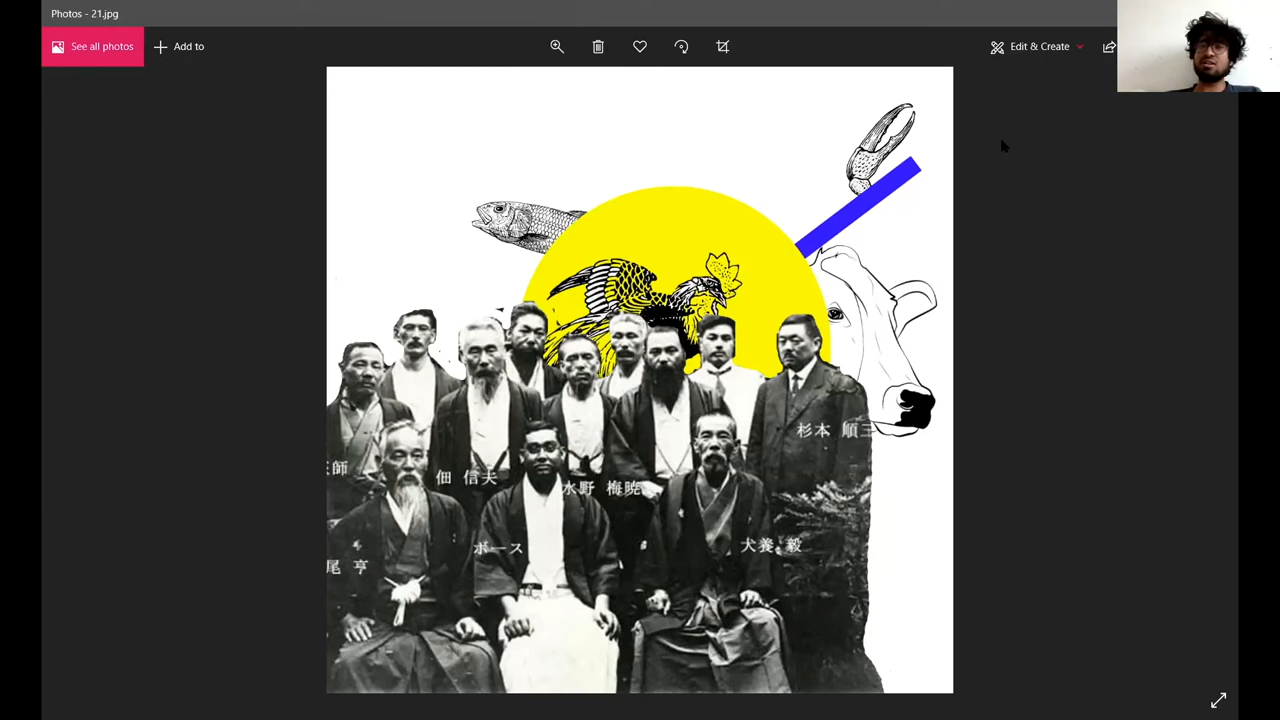 Photos - 21.jpg
See all photos
Add to
Edit & Create
杉本 順三
師
佃 信夫
水野 梅暁
ボース
犬養 毅
尾 亨